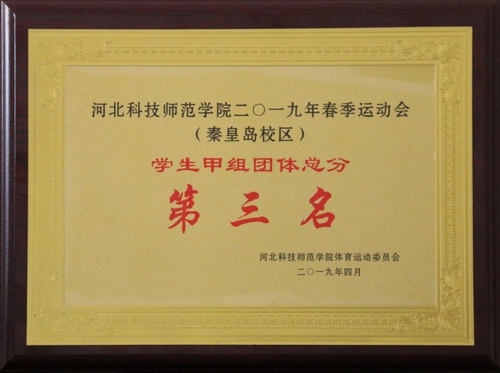 河北科技师范学院二〇一九年春季运动会
（秦皇岛校区）
学生甲组团体总分
第三名
河北科技师范学院体育运动委员会
二〇一九年四月